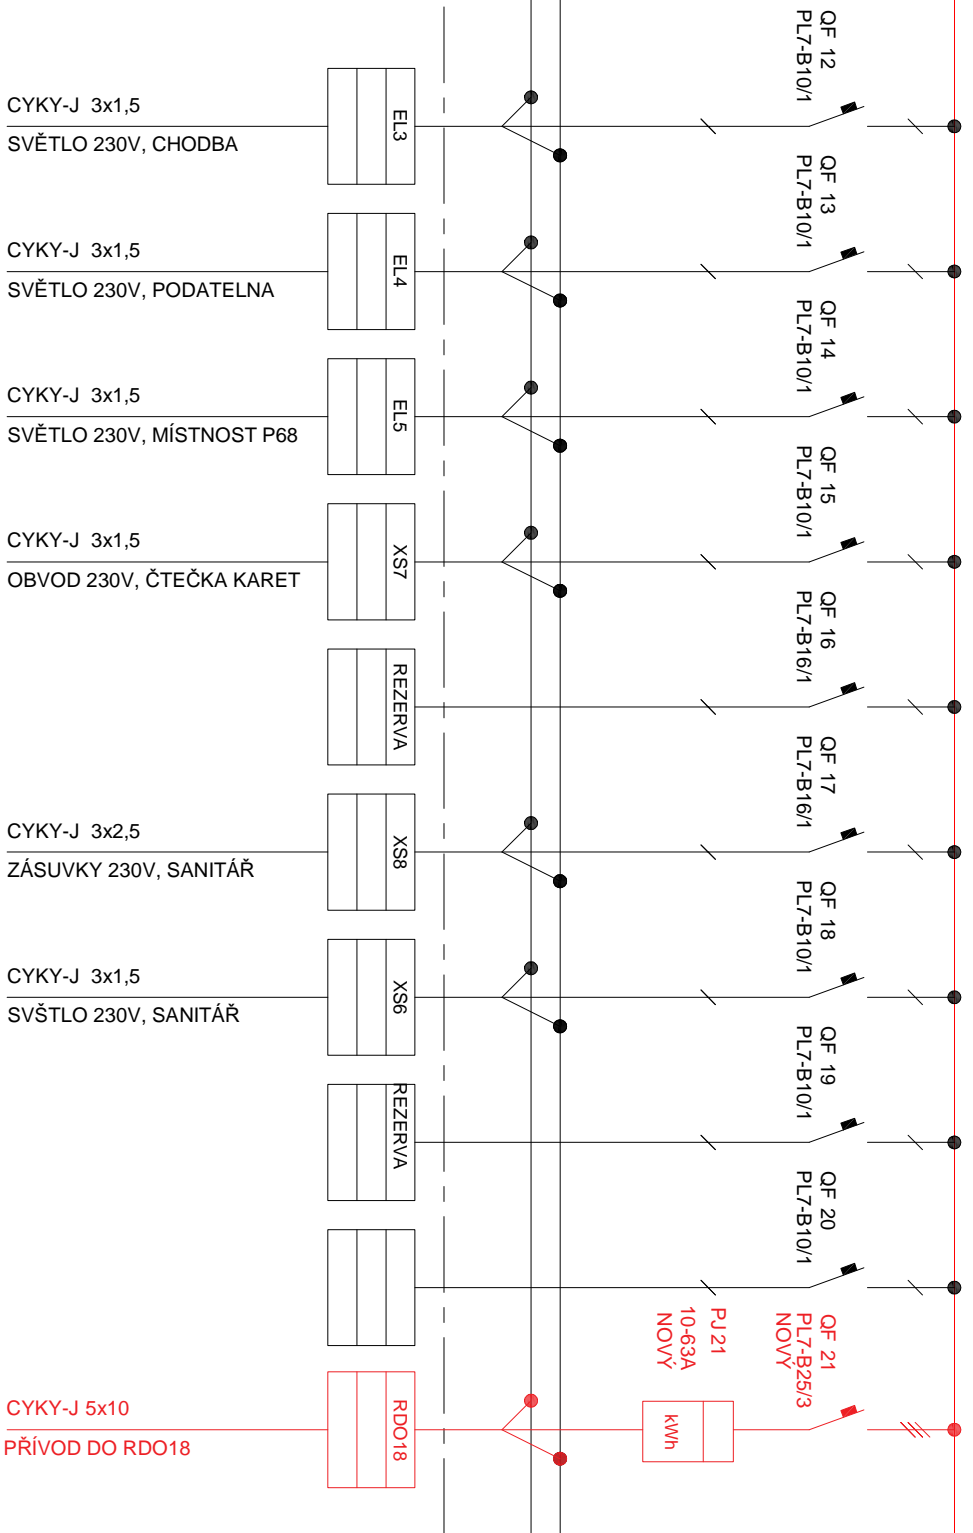 QF 12
PL7-B10/1
EL3
CYKY-J 3x1,5
SVĚTLO 230V, CHODBA
QF 13
PL7-B10/1
EL4
CYKY-J 3x1,5
SVĚTLO 230V, PODATELNA
QF 14
PL7-B10/1
EL5
CYKY-J 3x1,5
SVĚTLO 230V, MÍSTNOST P68
QF 15
PL7-B10/1
XS7
CYKY-J 3x1,5
OBVOD 230V, ČTEČKA KARET
QF 16
PL7-B16/1
REZERVA
QF 17
PL7-B16/1
XS8
CYKY-J 3x2,5
ZÁSUVKY 230V, SANITÁŘ
QF 18
PL7-B10/1
XS6
CYKY-J 3x1,5
SVŠTLO 230V, SANITÁŘ
QF 19
PL7-B10/1
REZERVA
QF 20
PL7-B10/1
QF 21
PL7-B25/3
NOVÝ
PJ 21
10-63A
NOVÝ
kWh
RDO18
CYKY-J 5x10
PŘÍVOD DO RDO18